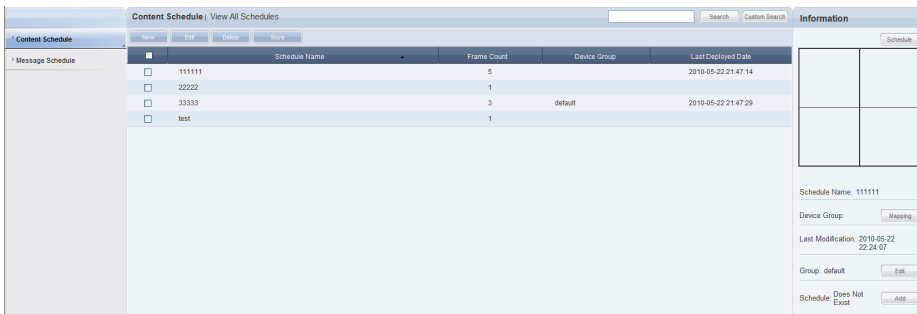 Content Schedule | View All Schedules
Search
Custom Search
Information
Content Schedule
Message Schedule
New
Edit
Delete
More
Schedule
Schedule Name
Frame Count
Device Group
Last Deployed Date
111111 5 2010-05-22 21:47:14
22222 1
33333 3 default 2010-05-22 21:47:29
test 1
Schedule Name: 111111
Device Group:
Mapping
Last Modification: 2010-05-22
22:24:07
Group: default
Edit
Schedule: Does Not
Exist
Add